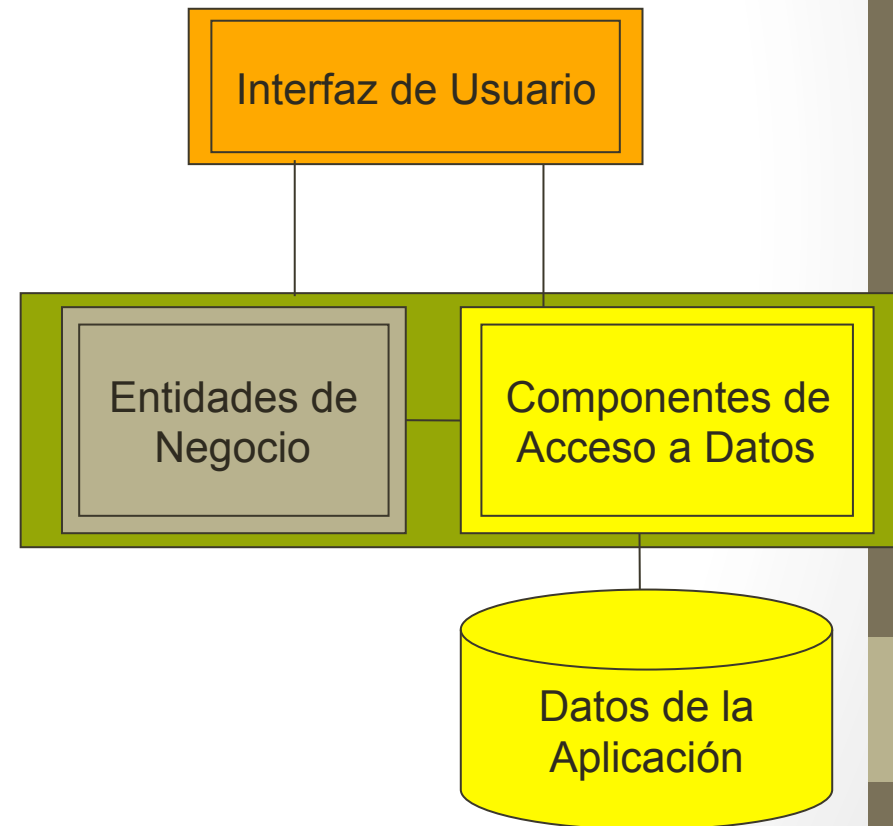 Interfaz de Usuario
Entidades de
Negocio
Componentes de
Acceso a Datos
Datos de la
Aplicación